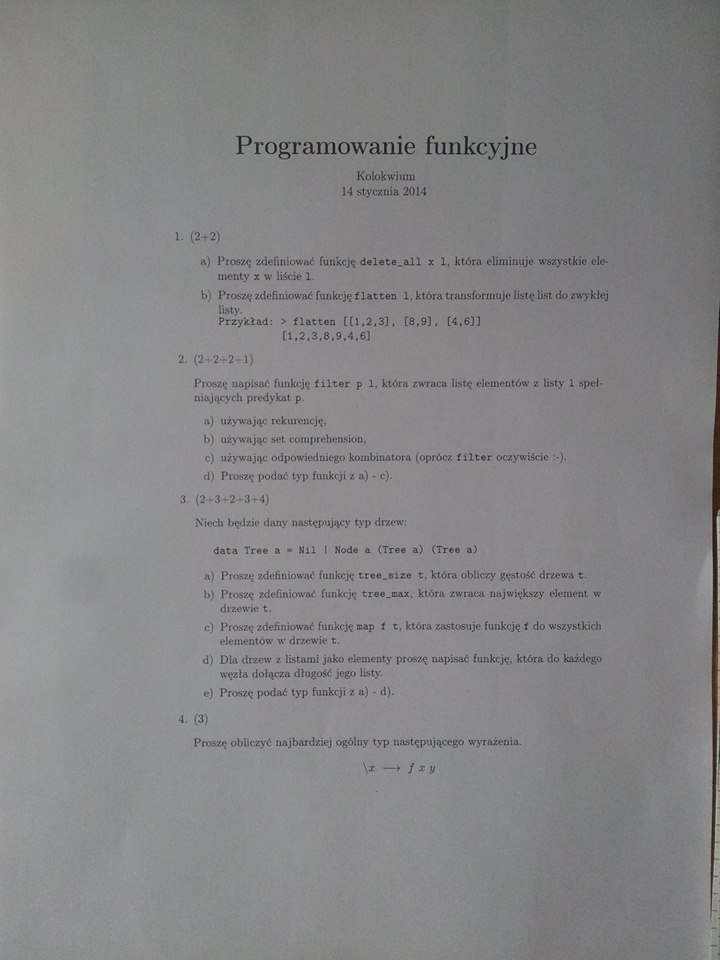 Programowanie funkcyjne
Kolokwium
14 stycznia 2014
1. (2+2)
a) Proszę zdefiniować funkcję delete_all x l, która eliminuje wszystkie ele-
menty x w liście l.
b) Proszę zdefiniować funkcję flatten l, która transformuje listę list do zwykłej
listy.
Przykład: > flatten [[1,2,3], [8,9], [4,6]]
[1,2,3,8,9,4,6]
2. (2+2+2+1)
Proszę napisać funkcję filter p l, która zwraca listę elementów z listy l speł-
niających predykat p.
a) używając rekurencję,
b) używając set comprehension,
c) używając odpowiedniego kombinatora (oprócz filter oczywiście :-).
d) Proszę podać typ funkcji z a) - c).
3. (2+3+2+3+4)
Niech będzie dany następujący typ drzew:
data Tree a = Nil | Node a (Tree a) (Tree a)
a) Proszę zdefiniować funkcję tree_size t, która obliczy gęstość drzewa t.
b) Proszę zdefiniować funkcję tree_max, która zwraca największy element w
drzewie t.
c) Proszę zdefiniować funkcję map f t, która zastosuje funkcję f do wszystkich
elementów w drzewie t.
d) Dla drzew z listami jako elementy proszę napisać funkcję, która do każdego
węzła dołącza długość jego listy.
e) Proszę podać typ funkcji z a) - d).
4. (3)
Proszę obliczyć najbardziej ogólny typ następującego wyrażenia.
\x ⟶ f x y